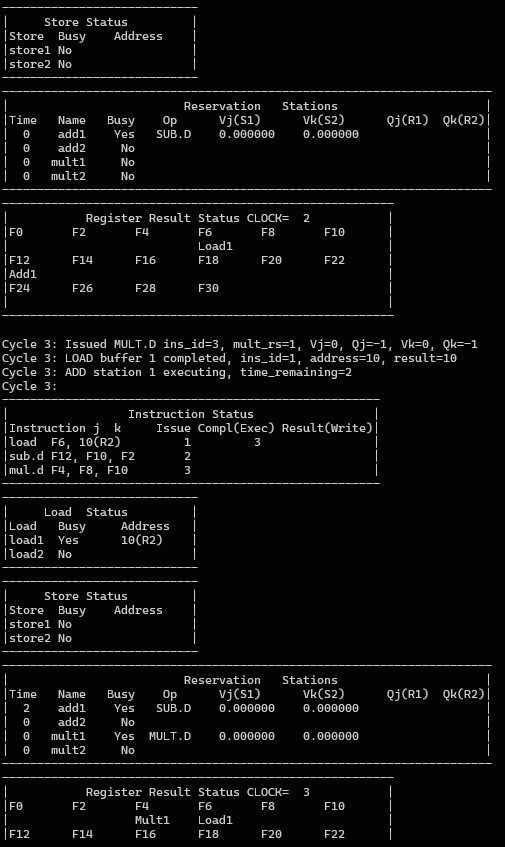 |     Store Status         |
|Store  Busy    Address    |
|store1 No                 |
|store2 No                 |
|                         Reservation   Stations                     |
|Time   Name   Busy    Op      Vj(S1)      Vk(S2)      Qj(R1)  Qk(R2)|
|  0    add1    Yes   SUB.D    0.000000    0.000000                  |
|  0    add2     No                                                  |
|  0   mult1     No                                                  |
|  0   mult2     No                                                  |
|           Register Result Status CLOCK=  2           |
|F0       F2       F4       F6       F8       F10      |
|                           Load1                      |
|F12      F14      F16      F18      F20      F22      |
|Add1                                                  |
|F24      F26      F28      F30                        |
|                                                      |
Cycle 3: Issued MULT.D ins_id=3, mult_rs=1, Vj=0, Qj=-1, Vk=0, Qk=-1
Cycle 3: LOAD buffer 1 completed, ins_id=1, address=10, result=10
Cycle 3: ADD station 1 executing, time_remaining=2
Cycle 3:
|                 Instruction Status                 |
|Instruction j  k     Issue Compl(Exec) Result(Write)|
|load  F6, 10(R2)         1         3                |
|sub.d F12, F10, F2       2                          |
|mul.d F4, F8, F10        3                          |
|     Load  Status         |
|Load   Busy     Address   |
|load1  Yes      10(R2)    |
|load2  No                 |
|     Store Status         |
|Store  Busy    Address    |
|store1 No                 |
|store2 No                 |
|                         Reservation   Stations                     |
|Time   Name   Busy    Op      Vj(S1)      Vk(S2)      Qj(R1)  Qk(R2)|
|  2    add1    Yes   SUB.D    0.000000    0.000000                  |
|  0    add2     No                                                  |
|  0   mult1    Yes  MULT.D    0.000000    0.000000                  |
|  0   mult2     No                                                  |
|           Register Result Status CLOCK=  3           |
|F0       F2       F4       F6       F8       F10      |
|                  Mult1    Load1                      |
|F12      F14      F16      F18      F20      F22      |